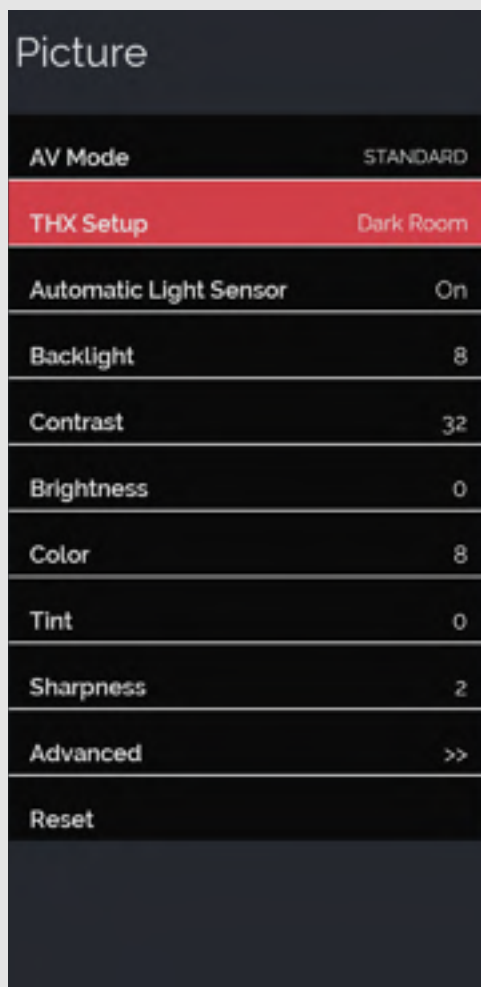 Picture
AV Mode STANDARD
THX Setup Dark Room
Automatic Light Sensor On
Backlight 8
Contrast 32
Brightness 0
Color 8
Tint 0
Sharpness 2
Advanced >>
Reset